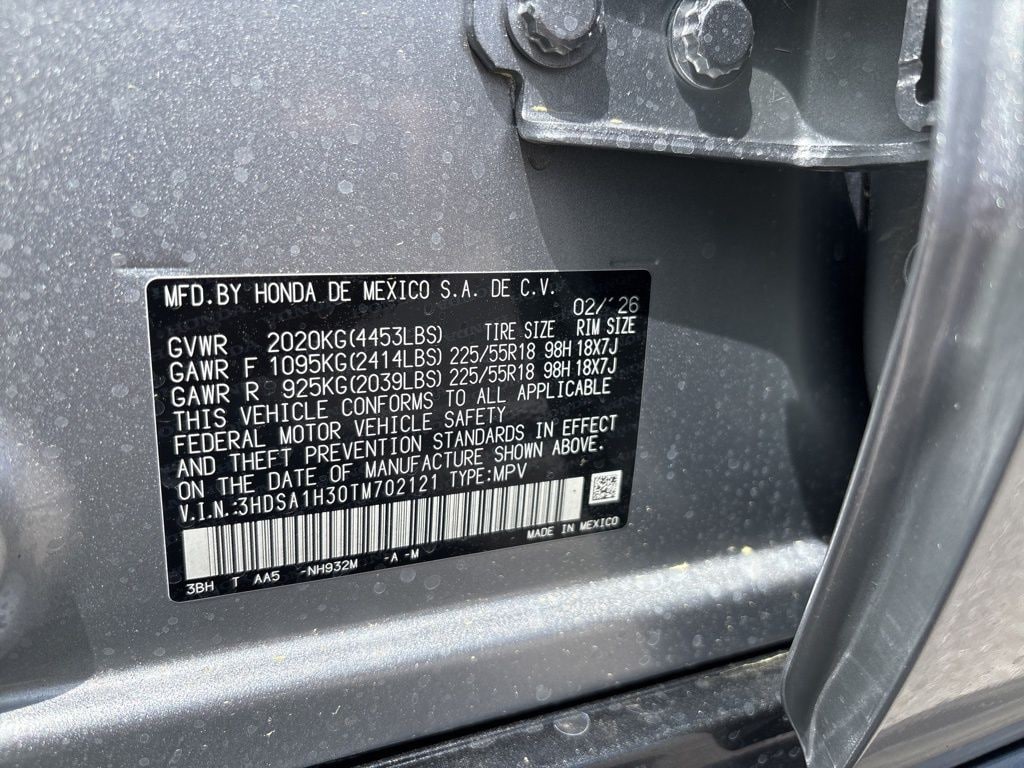 MFD.BY HONDA DE MEXICO S.A. DE C.V.
02/'26
GVWR 2020KG(4453LBS) TIRE SIZE RIM SIZE
GAWR F 1095KG(2414LBS) 225/55R18 98H 18X7J
GAWR R 925KG(2039LBS) 225/55R18 98H 18X7J
THIS VEHICLE CONFORMS TO ALL APPLICABLE
FEDERAL MOTOR VEHICLE SAFETY
AND THEFT PREVENTION STANDARDS IN EFFECT
ON THE DATE OF MANUFACTURE SHOWN ABOVE.
V.I.N.:3HDSA1H30TM702121 TYPE:MPV
MADE IN MEXICO
3BH T AA5 -NH932M -A -M